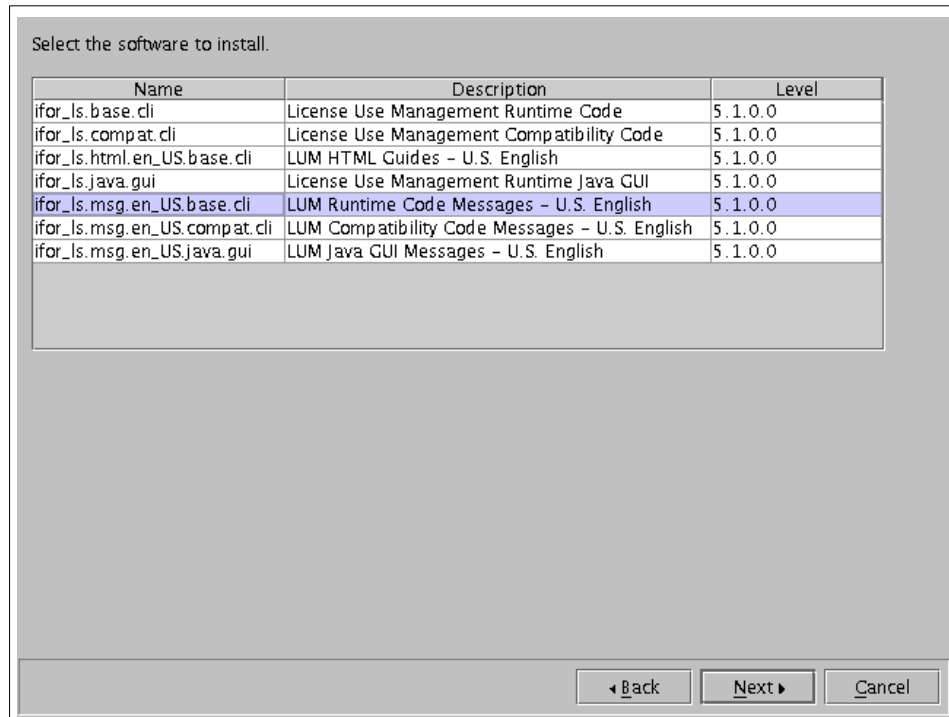 Select the software to install.
Name Description Level
ifor_ls.base.cli License Use Management Runtime Code 5.1.0.0
ifor_ls.compat.cli License Use Management Compatibility Code 5.1.0.0
ifor_ls.html.en_US.base.cli LUM HTML Guides – U.S. English 5.1.0.0
ifor_ls.java.gui License Use Management Runtime Java GUI 5.1.0.0
ifor_ls.msg.en_US.base.cli LUM Runtime Code Messages – U.S. English 5.1.0.0
ifor_ls.msg.en_US.compat.cli LUM Compatibility Code Messages – U.S. English 5.1.0.0
ifor_ls.msg.en_US.java.gui LUM Java GUI Messages – U.S. English 5.1.0.0
Back Next Cancel